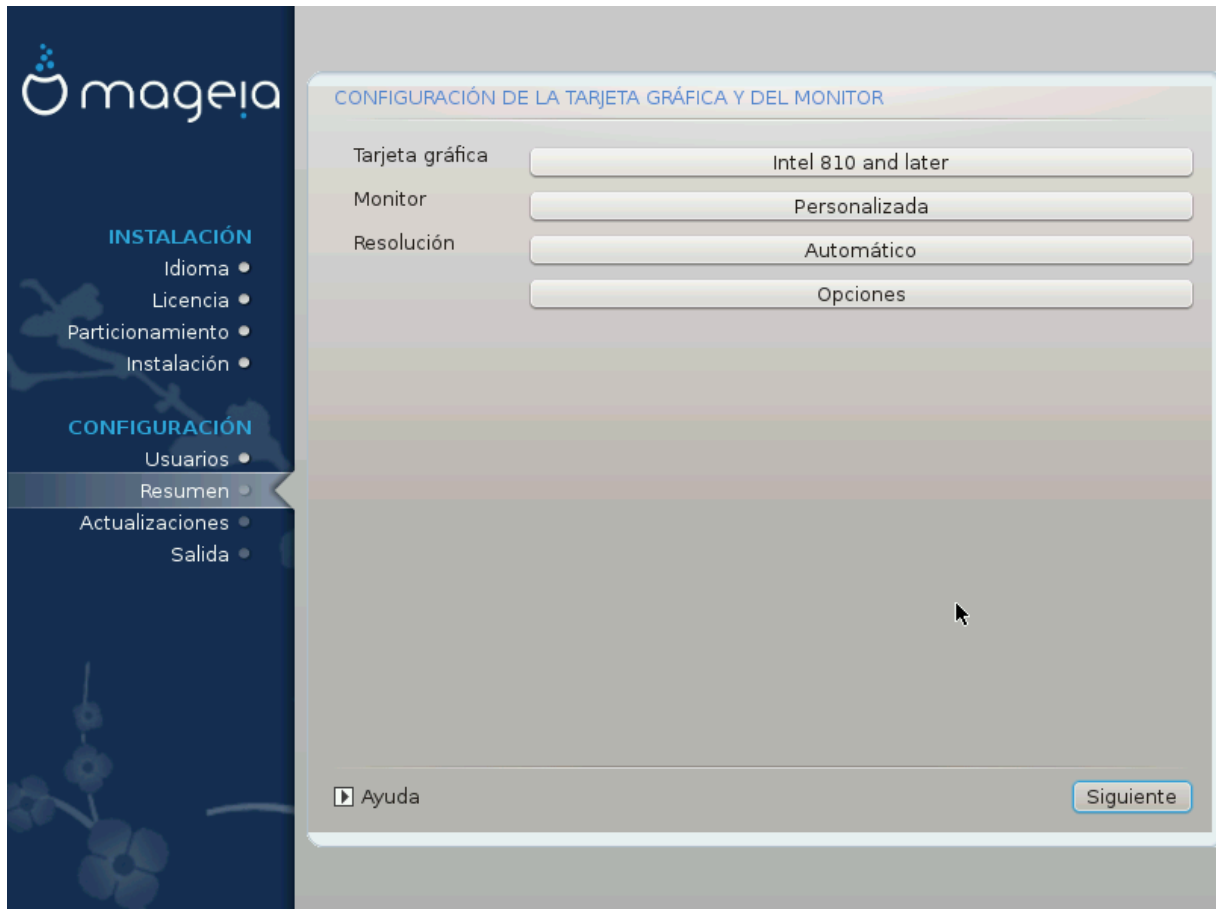 mageia
INSTALACIÓN
Idioma
Licencia
Particionamiento
Instalación
CONFIGURACIÓN
Usuarios
Resumen
Actualizaciones
Salida
CONFIGURACIÓN DE LA TARJETA GRÁFICA Y DEL MONITOR
Tarjeta gráfica Intel 810 and later
Monitor Personalizada
Resolución Automático
Opciones
Ayuda Siguiente